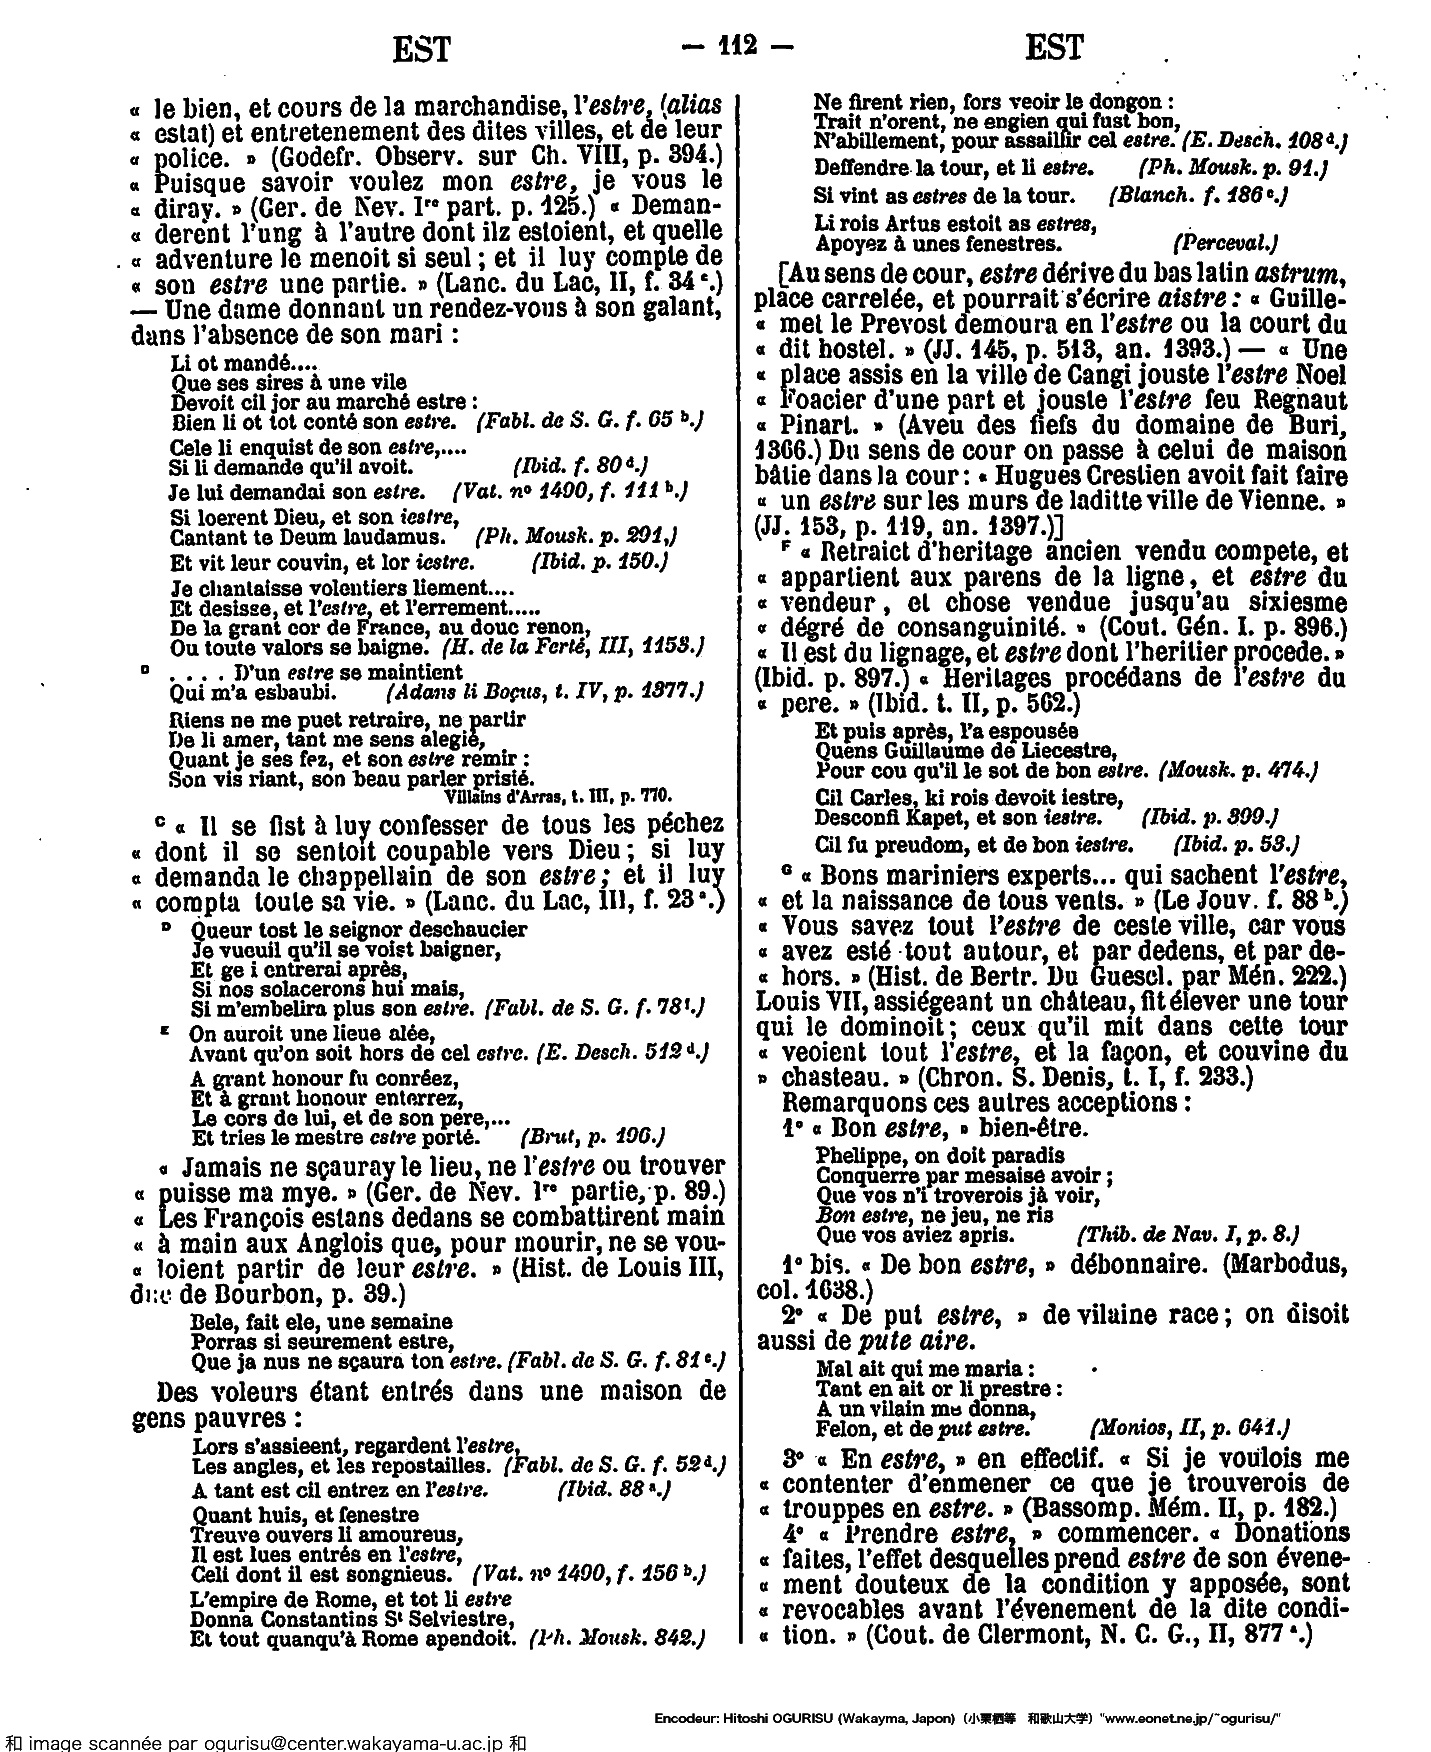 EST
— 112 —
EST
« le bien, et cours de la marchandise, l'estre, (alias
« estat) et entretenement des dites villes, et de leur
« police. » (Godefr. Observ. sur Ch. VIII, p. 394.)
« Puisque savoir voulez mon estre, je vous le
« diray. » (Ger. de Nev. Ire part. p. 125.) « Deman-
« derent l'ung à l'autre dont ilz estoient, et quelle
« adventure le menoit si seul ; et il luy compte de
« son estre une partie. » (Lanc. du Lac, II, f. 34 c.)
— Une dame donnant un rendez-vous à son galant,
dans l'absence de son mari :
Li ot mandé....
Que ses sires à une vile
Devoit cil jor au marché estre :
Bien li ot tot conté son estre. (Fabl. de S. G. f. 65 b.)
Cele li enquist de son estre,....
Si li demande qu'il avoit. (Ibid. f. 80 d.)
Je lui demandai son estre. (Vat. no 1490, f. 111 b.)
Si loerent Dieu, et son iestre,
Cantant te Deum laudamus. (Ph. Mousk. p. 291,)
Et vit leur couvin, et lor iestre. (Ibid. p. 150.)
Je chantaisse volentiers liement....
Et desisse, et l'estre, et l'errement.....
De la grant cor de France, au douc renon,
Ou toute valors se baigne. (H. de la Ferté, III, 1153.)
B . . . . D'un estre se maintient
Qui m'a esbaubi. (Adans li Boçus, t. IV, p. 1377.)
Riens ne me puet retraire, ne partir
De li amer, tant me sens alegié,
Quant je ses fez, et son estre remir :
Son vis riant, son beau parler prisié.
Villains d'Arras, t. III, p. 770.
C « Il se fist à luy confesser de tous les péchez
« dont il se sentoit coupable vers Dieu ; si luy
« demanda le chappellain de son estre ; et il luy
« compta toute sa vie. » (Lanc. du Lac, III, f. 23 a.)
D Queur tost le seignor deschaucier
Je vueuil qu'il se voist baigner,
Et ge i entrerai après,
Si nos solacerons hui mais,
Si m'embelira plus son estre. (Fabl. de S. G. f. 78 t.)
E On auroit une lieue alée,
Avant qu'on soit hors de cel estre. (E. Desch. 512 d.)
A grant honour fu conréez,
Et à grant honour enterrez,
Le cors de lui, et de son pere,...
Et tries le mestre estre porté. (Brut, p. 106.)
« Jamais ne sçauray le lieu, ne l'estre ou trouver
« puisse ma mye. » (Ger. de Nev. 1re partie, p. 89.)
« Les François estans dedans se combattirent main
« à main aux Anglois que, pour mourir, ne se vou-
« loient partir de leur estre. » (Hist. de Louis III,
duc de Bourbon, p. 39.)
Bele, fait ele, une semaine
Porras si seurement estre,
Que ja nus ne sçaura ton estre. (Fabl. de S. G. f. 81 c.)
Des voleurs étant entrés dans une maison de
gens pauvres :
Lors s'assieent, regardent l'estre,
Les angles, et les repostailles. (Fabl. de S. G. f. 52 d.)
A tant est cil entrez en l'estre. (Ibid. 88 a.)
Quant huis, et fenestre
Treuve ouvers li amoureus,
Il est lues entrés en l'estre,
Celi dont il est songnieus. (Vat. no 1490, f. 156 b.)
L'empire de Rome, et tot li estre
Donna Constantins St Selviestre,
Et tout quanqu'à Rome apendoit. (Ph. Mousk. 842.)
Ne firent rien, fors veoir le dongon :
Trait n'orent, ne engien qui fust bon,
N'abillement, pour assaillir cel estre. (E. Desch. 108 d.)
Deffendre la tour, et li estre. (Ph. Mousk. p. 91.)
Si vint as estres de la tour. (Blanch. f. 186 c.)
Li rois Artus estoit as estres,
Apoyez à unes fenestres. (Perceval.)
[Au sens de cour, estre dérive du bas latin astrum,
place carrelée, et pourrait s'écrire aistre : « Guille-
« met le Prevost demoura en l'estre ou la court du
« dit hostel. » (JJ. 145, p. 513, an. 1393.) — « Une
« place assis en la ville de Cangi jouste l'estre Noel
« Foacier d'une part et jouste l'estre feu Regnaut
« Pinart. » (Aveu des fiefs du domaine de Buri,
1366.) Du sens de cour on passe à celui de maison
bâtie dans la cour : « Hugues Crestien avoit fait faire
« un estre sur les murs de laditte ville de Vienne. »
(JJ. 153, p. 119, an. 1397.)]
F « Retraict d'heritage ancien vendu compete, et
« appartient aux parens de la ligne, et estre du
« vendeur, et chose vendue jusqu'au sixiesme
« dégré de consanguinité. » (Cout. Gén. I. p. 896.)
« Il est du lignage, et estre dont l'heritier procede. »
(Ibid. p. 897.) « Heritages procédans de l'estre du
« pere. » (Ibid. t. II, p. 562.)
Et puis après, l'a espousée
Quens Guillaume de Liecestre,
Pour cou qu'il le sot de bon estre. (Mousk. p. 474.)
Cil Carles, ki rois devoit iestre,
Desconfi Kapet, et son iestre. (Ibid. p. 399.)
Cil fu preudom, et de bon iestre. (Ibid. p. 53.)
G « Bons mariniers experts... qui sachent l'estre,
« et la naissance de tous vents. » (Le Jouv. f. 88 b.)
« Vous savez tout l'estre de ceste ville, car vous
« avez esté tout autour, et par dedens, et par de-
« hors. » (Hist. de Bertr. Du Guescl. par Mén. 222.)
Louis VII, assiégeant un château, fit élever une tour
qui le dominoit ; ceux qu'il mit dans cette tour
« veoient tout l'estre, et la façon, et couvine du
» chasteau. » (Chron. S. Denis, t. I, f. 233.)
Remarquons ces autres acceptions :
1o « Bon estre, » bien-être.
Phelippe, on doit paradis
Conquerre par mesaise avoir ;
Que vos n'i troverois jà voir,
Bon estre, ne jeu, ne ris
Que vos aviez apris. (Thib. de Nav. I, p. 8.)
1o bis. « De bon estre, » débonnaire. (Marbodus,
col. 1638.)
2o « De put estre, » de vilaine race ; on disoit
aussi de pute aire.
Mal ait qui me maria :
Tant en ait or li prestre :
A un vilain me donna,
Felon, et de put estre. (Monios, II, p. 641.)
3o « En estre, » en effectif. « Si je voulois me
« contenter d'enmener ce que je trouverois de
« trouppes en estre. » (Bassomp. Mém. II, p. 182.)
4o « Prendre estre, » commencer. « Donations
« faites, l'effet desquelles prend estre de son évene-
« ment douteux de la condition y apposée, sont
« revocables avant l'évenement de la dite condi-
« tion. » (Cout. de Clermont, N. C. G., II, 877 a.)
Encodeur: Hitoshi OGURISU (Wakayma, Japon) (小栗栖等 和歌山大学) "www.eonet.ne.jp/~ogurisu/"
和 image scannée par ogurisu@center.wakayama-u.ac.jp 和